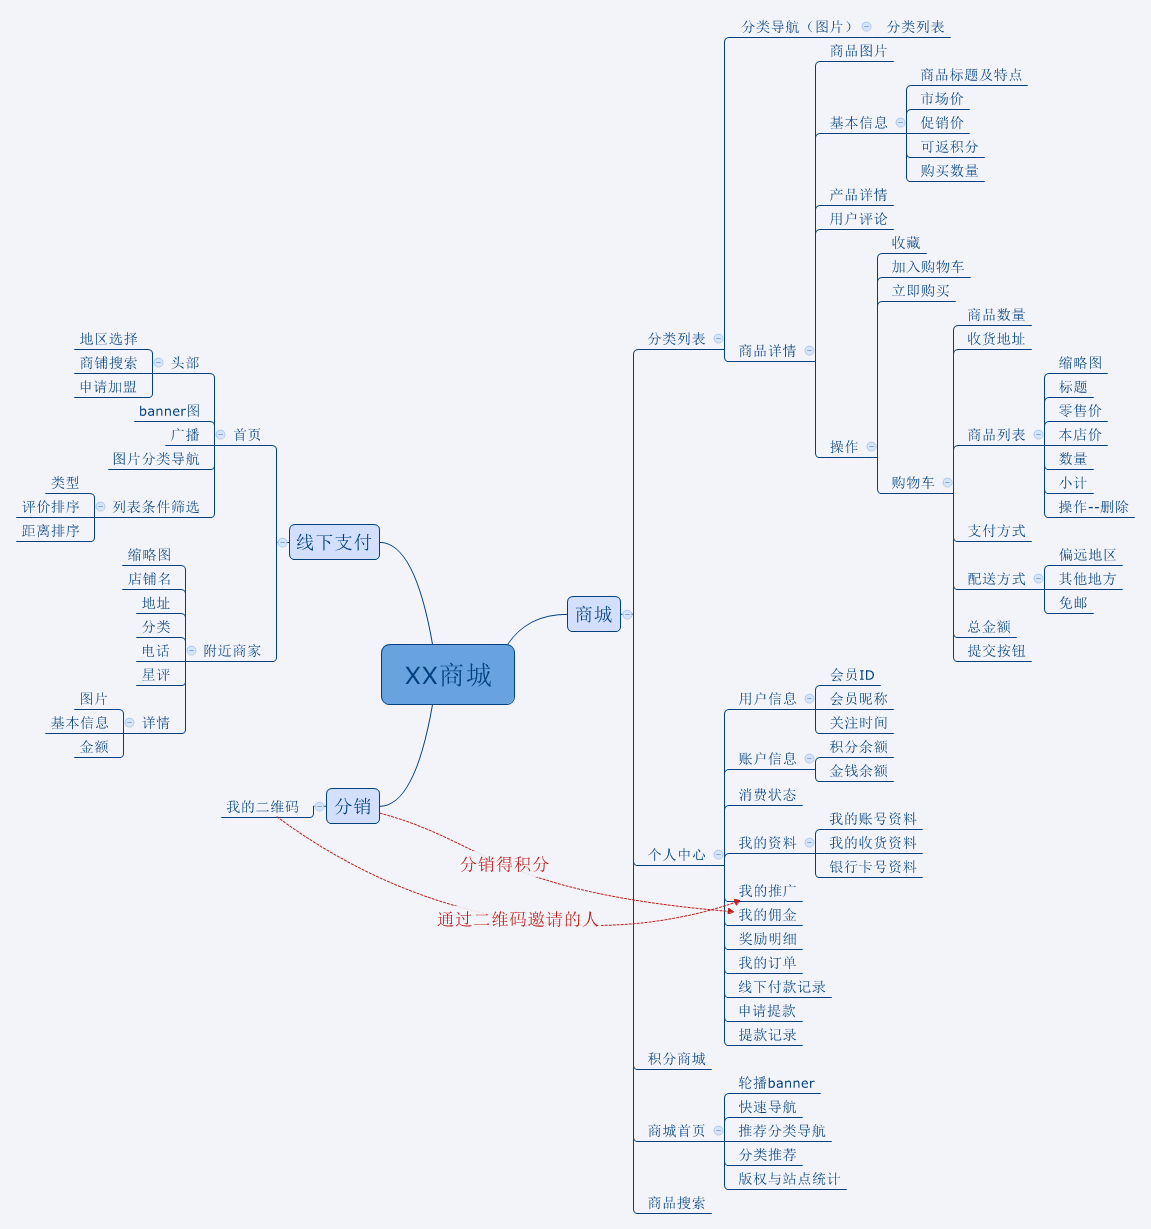 XX商城
商城
分类列表
分类导航（图片）
分类列表
商品详情
商品图片
基本信息
商品标题及特点
市场价
促销价
可返积分
购买数量
产品详情
用户评论
操作
收藏
加入购物车
立即购买
购物车
商品数量
收货地址
商品列表
缩略图
标题
零售价
本店价
数量
小计
操作--删除
支付方式
配送方式
偏远地区
其他地方
免邮
总金额
提交按钮
个人中心
用户信息
会员ID
会员昵称
关注时间
账户信息
积分余额
金钱余额
消费状态
我的资料
我的账号资料
我的收货资料
银行卡号资料
我的推广
我的佣金
奖励明细
我的订单
线下付款记录
申请提款
提款记录
积分商城
商城首页
轮播banner
快速导航
推荐分类导航
分类推荐
版权与站点统计
商品搜索
线下支付
首页
头部
地区选择
商铺搜索
申请加盟
banner图
广播
图片分类导航
列表条件筛选
类型
评价排序
距离排序
附近商家
缩略图
店铺名
地址
分类
电话
星评
详情
图片
基本信息
金额
分销
我的二维码
分销得积分
通过二维码邀请的人